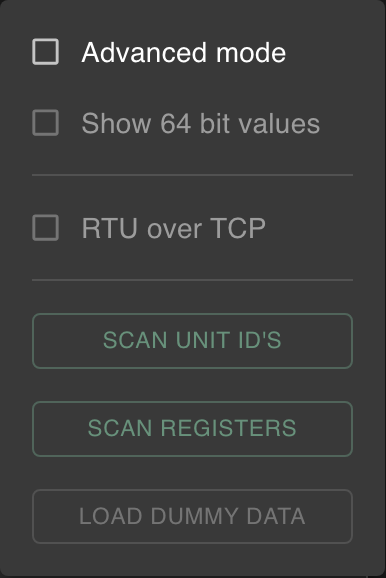 Advanced mode
Show 64 bit values
RTU over TCP
SCAN UNIT ID'S
SCAN REGISTERS
LOAD DUMMY DATA